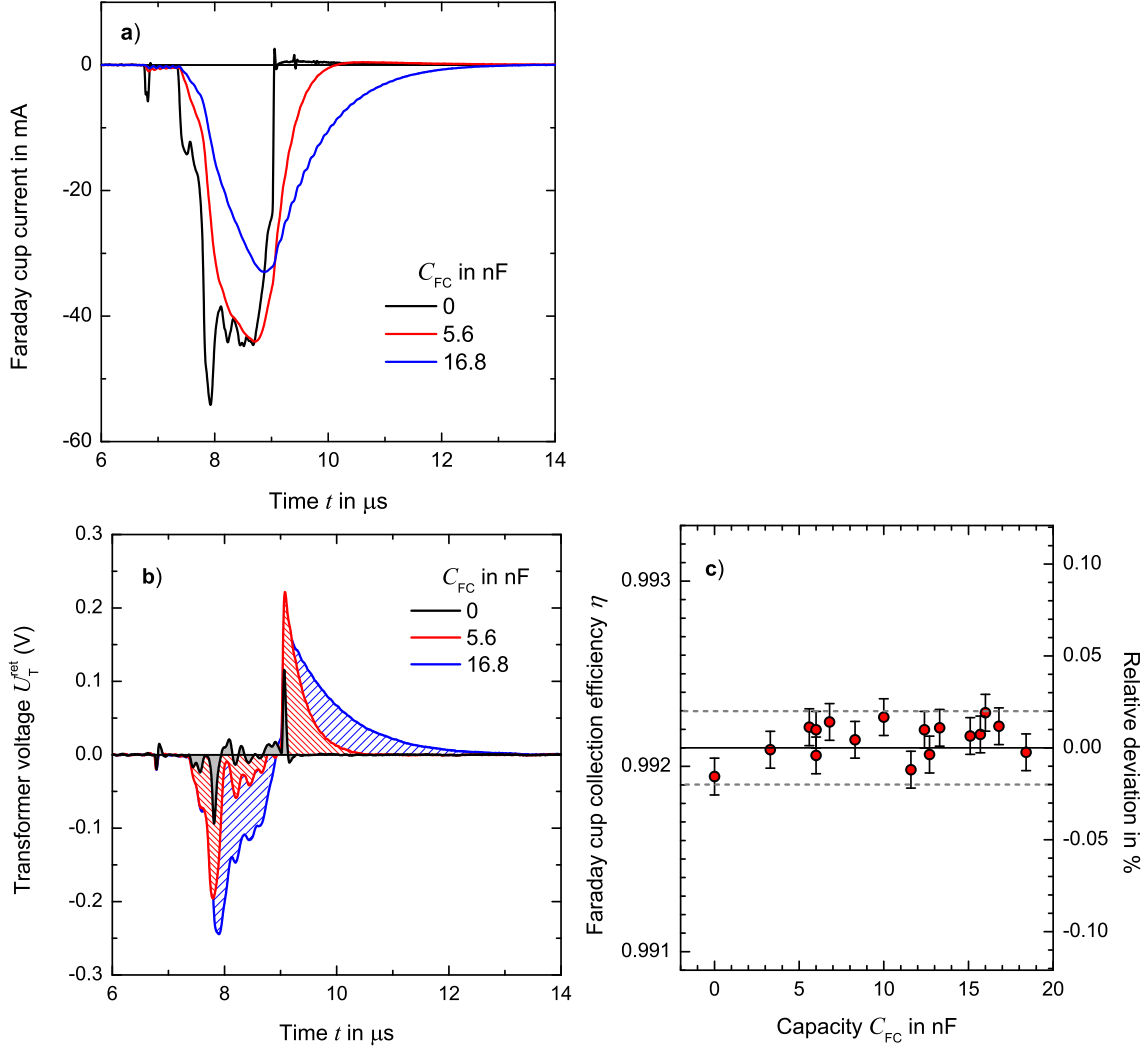 a)
0
-20
-40
-60
Faraday cup current in mA
C_FC in nF
0
5.6
16.8
6 8 10 12 14
Time t in μs
b)
0.3
0.2
0.1
0.0
-0.1
-0.2
-0.3
Transformer voltage U_T^ret (V)
C_FC in nF
0
5.6
16.8
6 8 10 12 14
Time t in μs
c)
0.993
0.992
0.991
Faraday cup collection efficiency η
0.10
0.05
0.00
-0.05
-0.10
Relative deviation in %
0 5 10 15 20
Capacity C_FC in nF